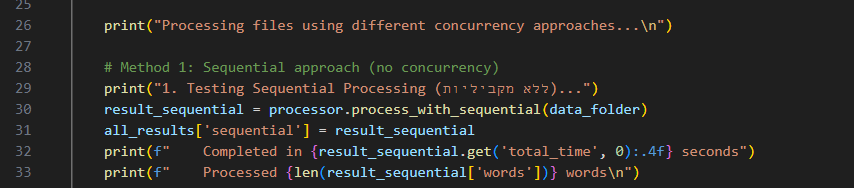 25
26 print("Processing files using different concurrency approaches...\n")
27
28 # Method 1: Sequential approach (no concurrency)
29 print("1. Testing Sequential Processing (ללא מקביליות)...")
30 result_sequential = processor.process_with_sequential(data_folder)
31 all_results['sequential'] = result_sequential
32 print(f"    Completed in {result_sequential.get('total_time', 0):.4f} seconds")
33 print(f"    Processed {len(result_sequential['words'])} words\n")